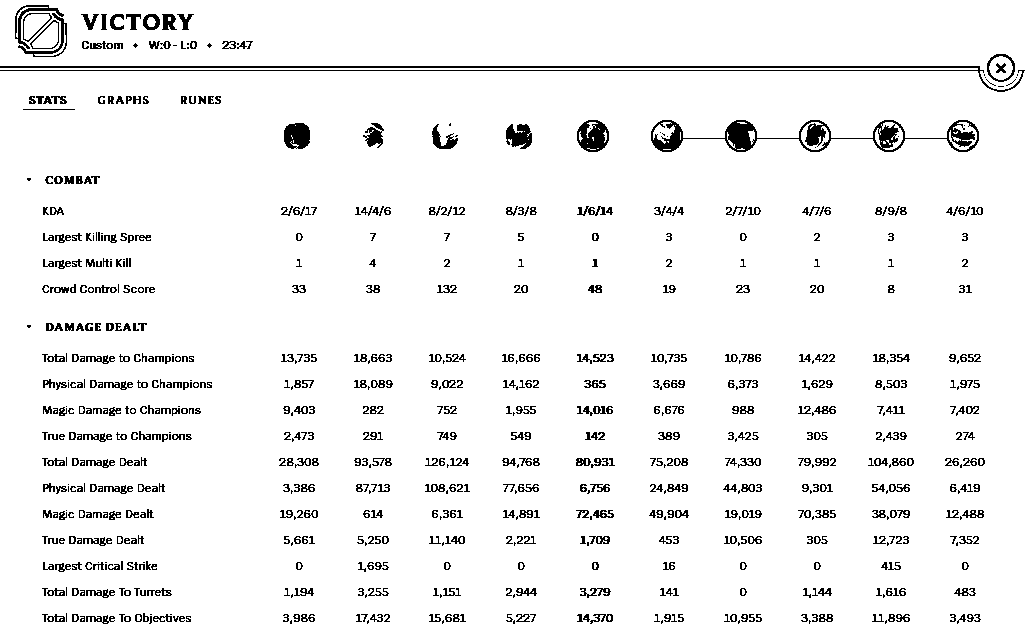 VICTORY
Custom • W:0 - L:0 • 23:47
STATS GRAPHS RUNES
COMBAT
KDA 2/6/17 14/4/6 8/2/12 8/3/8 1/6/14 3/4/4 2/7/10 4/7/6 8/9/8 4/6/10
Largest Killing Spree 0 7 7 5 0 3 0 2 3 3
Largest Multi Kill 1 4 2 1 1 2 1 1 1 2
Crowd Control Score 33 38 132 20 48 19 23 20 8 31
DAMAGE DEALT
Total Damage to Champions 13,735 18,663 10,524 16,666 14,523 10,735 10,786 14,422 18,354 9,652
Physical Damage to Champions 1,857 18,089 9,022 14,162 365 3,669 6,373 1,629 8,503 1,975
Magic Damage to Champions 9,403 282 752 1,955 14,016 6,676 988 12,486 7,411 7,402
True Damage to Champions 2,473 291 749 549 142 389 3,425 305 2,439 274
Total Damage Dealt 28,308 93,578 126,124 94,768 80,931 75,208 74,330 79,992 104,860 26,260
Physical Damage Dealt 3,386 87,713 108,621 77,656 6,756 24,849 44,803 9,301 54,056 6,419
Magic Damage Dealt 19,260 614 6,361 14,891 72,465 49,904 19,019 70,385 38,079 12,488
True Damage Dealt 5,661 5,250 11,140 2,221 1,709 453 10,506 305 12,723 7,352
Largest Critical Strike 0 1,695 0 0 0 16 0 0 415 0
Total Damage To Turrets 1,194 3,255 1,151 2,944 3,279 141 0 1,144 1,616 483
Total Damage To Objectives 3,986 17,432 15,681 5,227 14,370 1,915 10,955 3,388 11,896 3,493